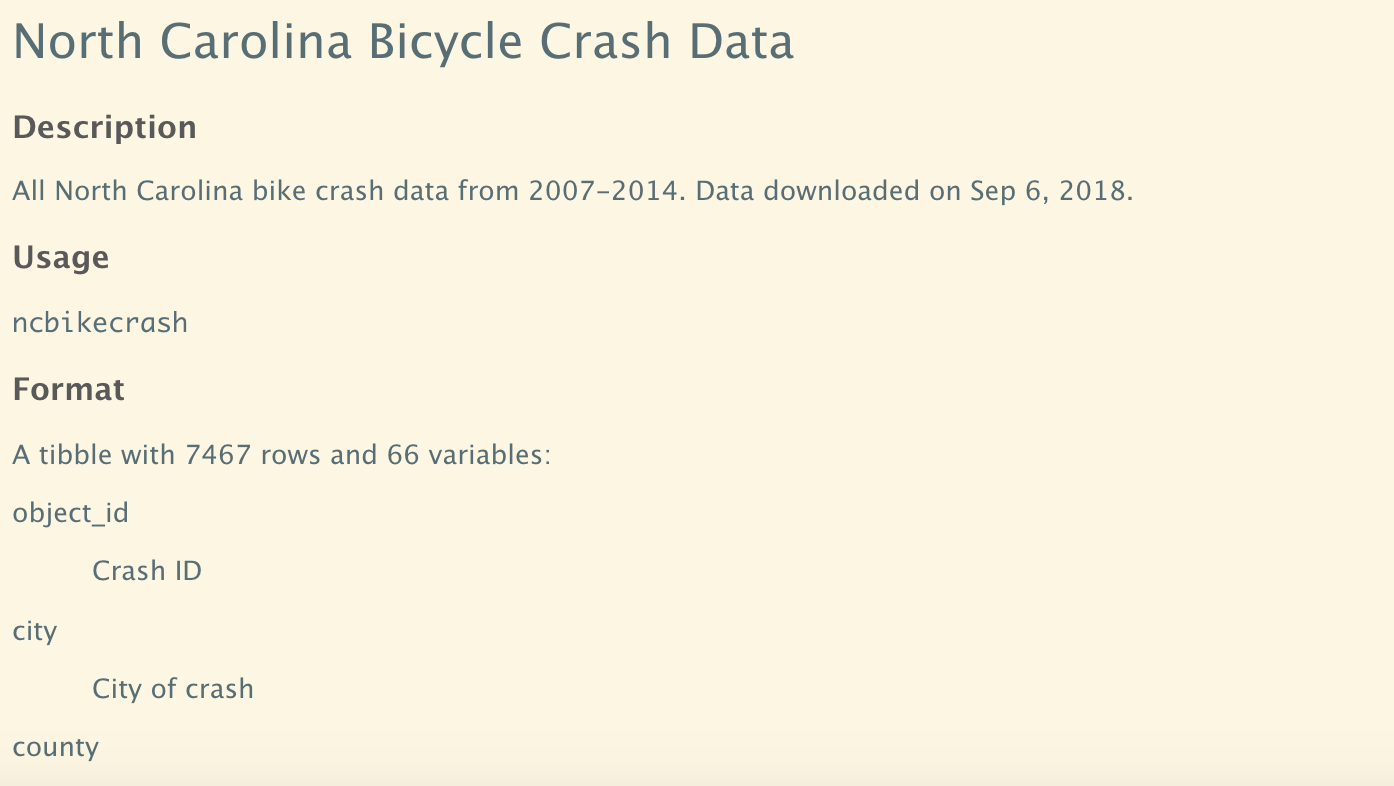 North Carolina Bicycle Crash Data
Description
All North Carolina bike crash data from 2007–2014. Data downloaded on Sep 6, 2018.
Usage
ncbikecrash
Format
A tibble with 7467 rows and 66 variables:
object_id
Crash ID
city
City of crash
county